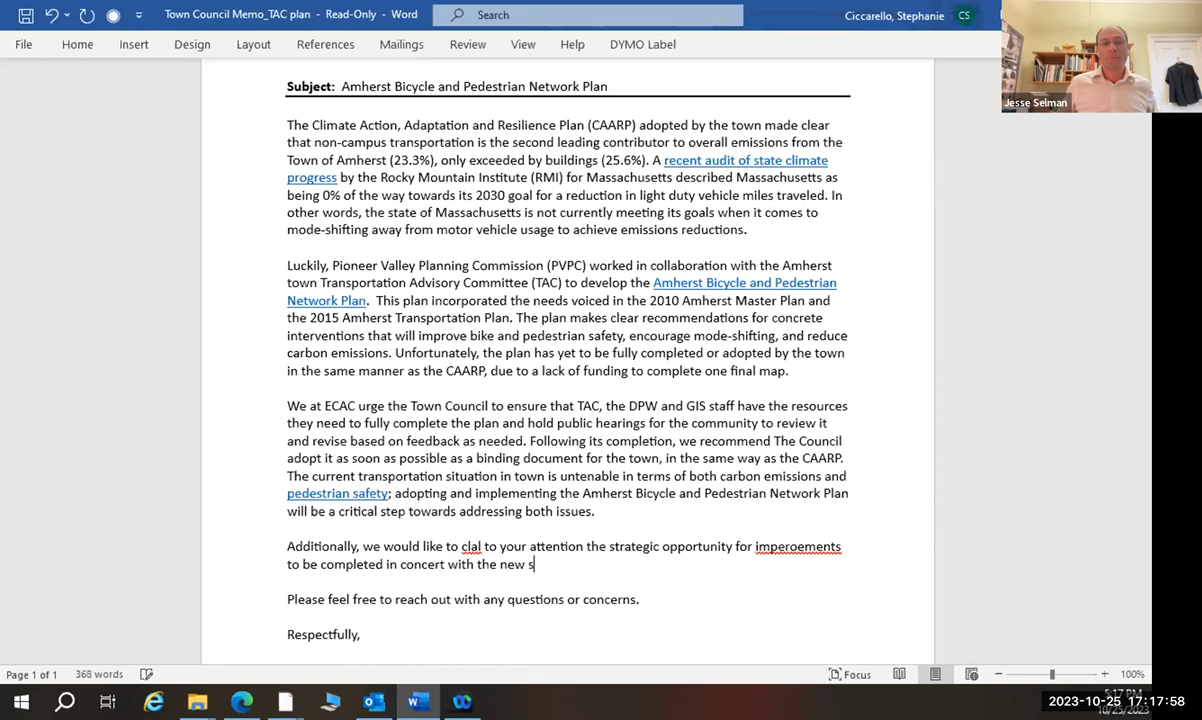 Town Council Memo_TAC plan - Read-Only - Word
Search
Ciccarello, Stephanie
CS
File Home Insert Design Layout References Mailings Review View Help DYMO Label
Jesse Selman
Subject: Amherst Bicycle and Pedestrian Network Plan
The Climate Action, Adaptation and Resilience Plan (CAARP) adopted by the town made clear
that non-campus transportation is the second leading contributor to overall emissions from the
Town of Amherst (23.3%), only exceeded by buildings (25.6%). A recent audit of state climate
progress by the Rocky Mountain Institute (RMI) for Massachusetts described Massachusetts as
being 0% of the way towards its 2030 goal for a reduction in light duty vehicle miles traveled. In
other words, the state of Massachusetts is not currently meeting its goals when it comes to
mode-shifting away from motor vehicle usage to achieve emissions reductions.
Luckily, Pioneer Valley Planning Commission (PVPC) worked in collaboration with the Amherst
town Transportation Advisory Committee (TAC) to develop the Amherst Bicycle and Pedestrian
Network Plan. This plan incorporated the needs voiced in the 2010 Amherst Master Plan and
the 2015 Amherst Transportation Plan. The plan makes clear recommendations for concrete
interventions that will improve bike and pedestrian safety, encourage mode-shifting, and reduce
carbon emissions. Unfortunately, the plan has yet to be fully completed or adopted by the town
in the same manner as the CAARP, due to a lack of funding to complete one final map.
We at ECAC urge the Town Council to ensure that TAC, the DPW and GIS staff have the resources
they need to fully complete the plan and hold public hearings for the community to review it
and revise based on feedback as needed. Following its completion, we recommend The Council
adopt it as soon as possible as a binding document for the town, in the same way as the CAARP.
The current transportation situation in town is untenable in terms of both carbon emissions and
pedestrian safety; adopting and implementing the Amherst Bicycle and Pedestrian Network Plan
will be a critical step towards addressing both issues.
Additionally, we would like to clal to your attention the strategic opportunity for imperoements
to be completed in concert with the new s
Please feel free to reach out with any questions or concerns.
Respectfully,
Page 1 of 1 368 words
Focus
100%
5:17 PM
2023-10-25 17:17:58
10/25/2023